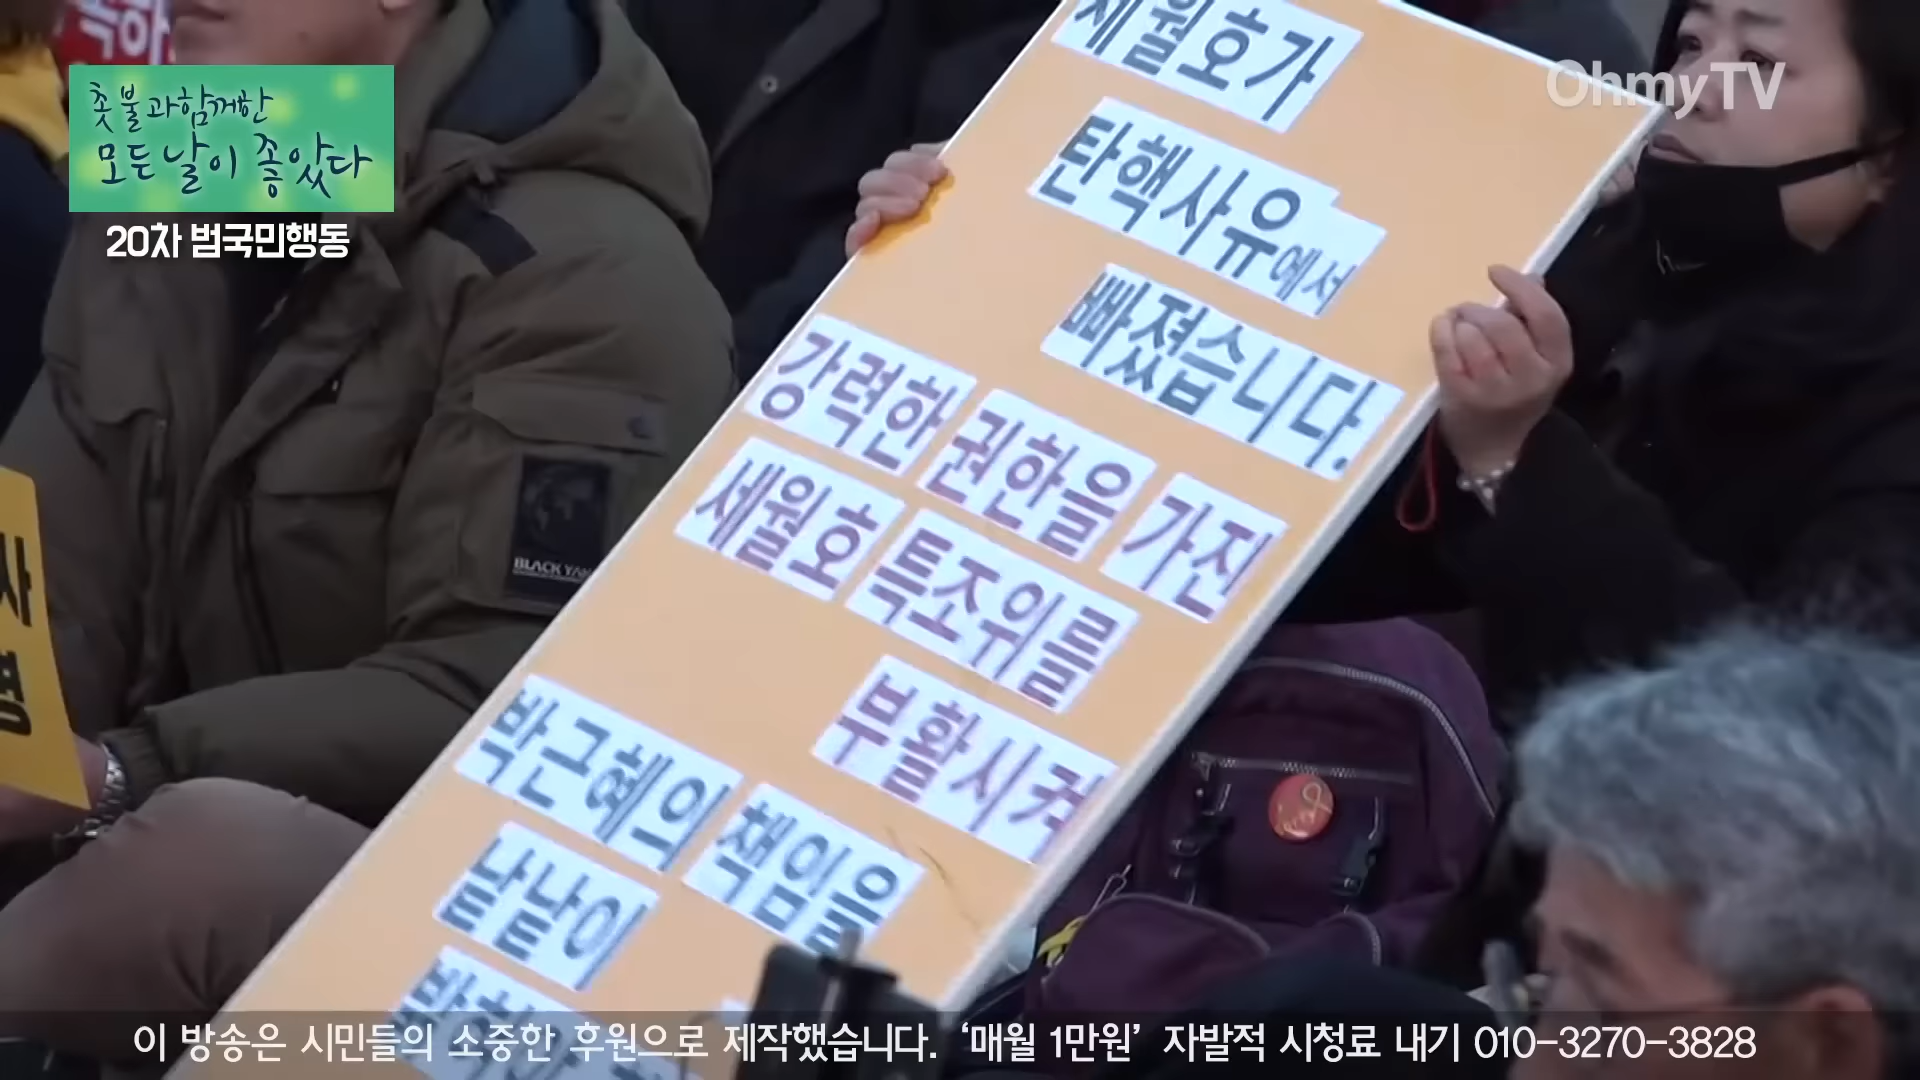 촛불과 함께한
모든 날이 좋았다
20차 범국민행동
OhmyTV
세월호가
탄핵사유에서
빠졌습니다.
강력한 권한을 가진
세월호 특조위를
부활시켜
박근혜의 책임을
낱낱이
BLACK YAK
이 방송은 시민들의 소중한 후원으로 제작했습니다. ‘매월 1만원’ 자발적 시청료 내기 010-3270-3828